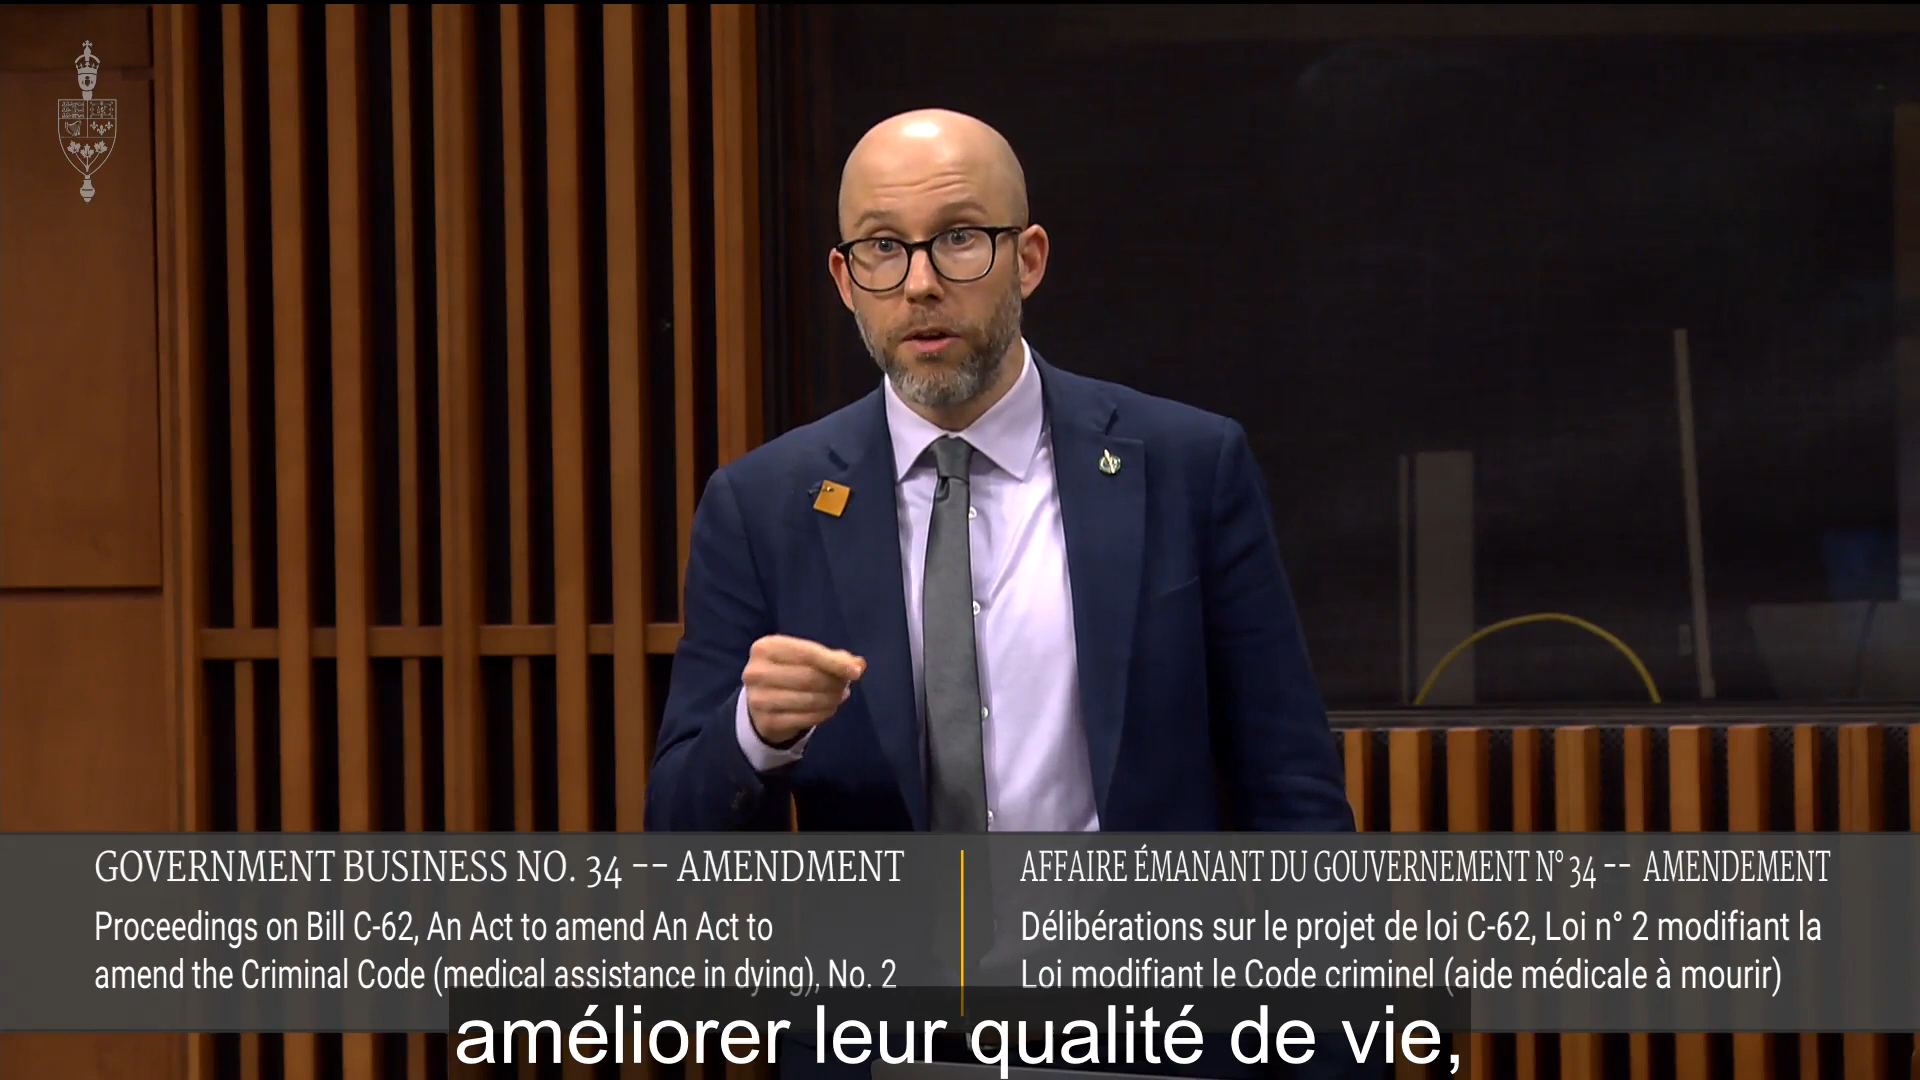 GOVERNMENT BUSINESS NO. 34 -- AMENDMENT
Proceedings on Bill C-62, An Act to amend An Act to
amend the Criminal Code (medical assistance in dying), No. 2
AFFAIRE ÉMANANT DU GOUVERNEMENT N° 34 -- AMENDEMENT
Délibérations sur le projet de loi C-62, Loi n° 2 modifiant la
Loi modifiant le Code criminel (aide médicale à mourir)
améliorer leur qualité de vie,